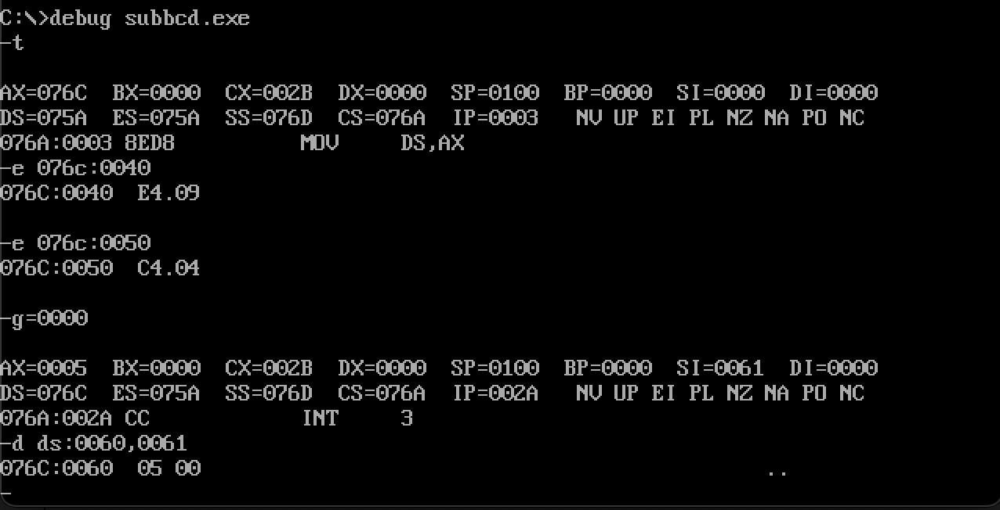 C:\>debug subbcd.exe
-t
AX=076C  BX=0000  CX=002B  DX=0000  SP=0100  BP=0000  SI=0000  DI=0000
DS=075A  ES=075A  SS=076D  CS=076A  IP=0003   NV UP EI PL NZ NA PO NC
076A:0003 8ED8          MOV     DS,AX
-e 076c:0040
076C:0040  E4.09
-e 076c:0050
076C:0050  C4.04
-g=0000
AX=0005  BX=0000  CX=002B  DX=0000  SP=0100  BP=0000  SI=0061  DI=0000
DS=076C  ES=075A  SS=076D  CS=076A  IP=002A   NV UP EI PL NZ NA PO NC
076A:002A CC            INT     3
-d ds:0060,0061
076C:0060  05 00                                             ..
-